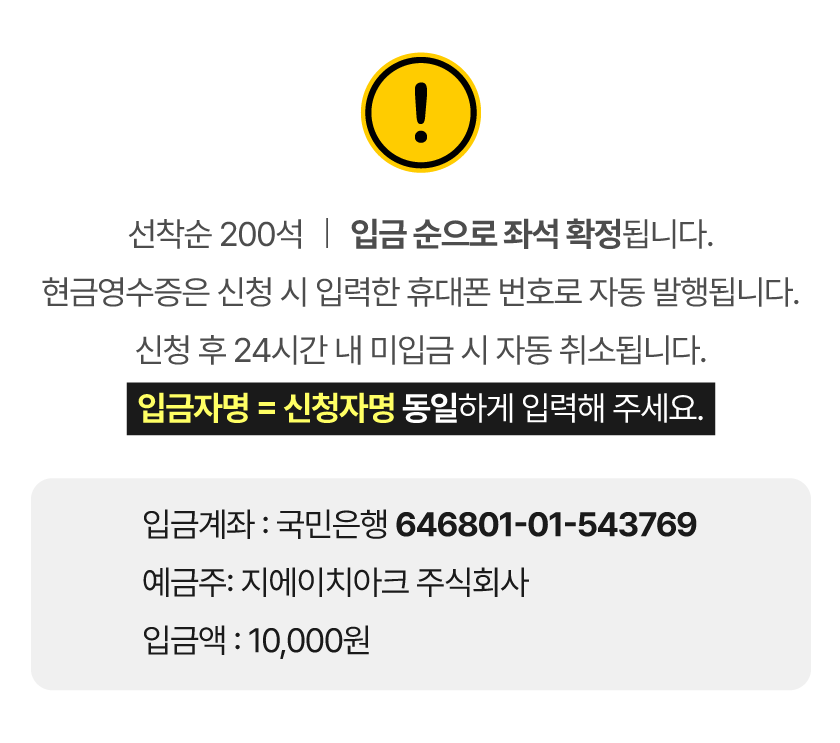 선착순 200석 | 입금 순으로 좌석 확정됩니다.
현금영수증은 신청 시 입력한 휴대폰 번호로 자동 발행됩니다.
신청 후 24시간 내 미입금 시 자동 취소됩니다.
입금자명 = 신청자명 동일하게 입력해 주세요.
입금계좌 : 국민은행 646801-01-543769
예금주: 지에이치아크 주식회사
입금액 : 10,000원